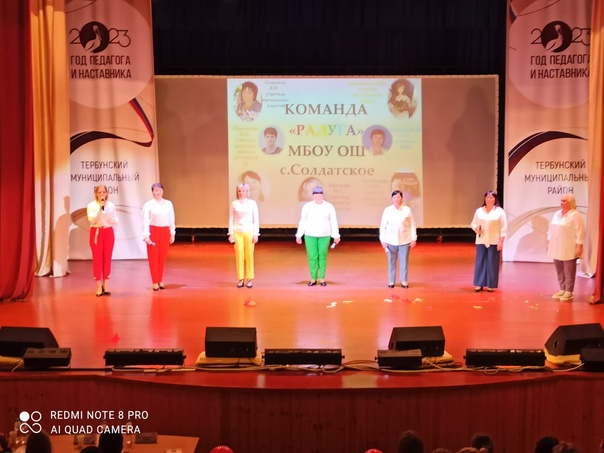 2023
ГОД ПЕДАГОГА
И НАСТАВНИКА
ТЕРБУНСКИЙ
МУНИЦИПАЛЬНЫЙ
РАЙОН
КОМАНДА
«РАДУГА»
МБОУ ОШ
с.Солдатское
2023
ГОД ПЕДАГОГА
И НАСТАВНИКА
ТЕРБУНСКИЙ
МУНИЦИПАЛЬНЫЙ
РАЙОН
REDMI NOTE 8 PRO
AI QUAD CAMERA